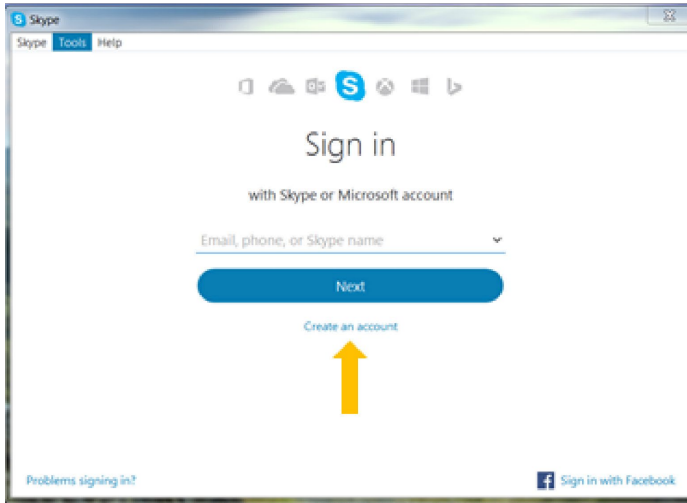 Skype
Skype Tools Help
Sign in
with Skype or Microsoft account
Email, phone, or Skype name
Next
Create an account
Problems signing in?
Sign in with Facebook